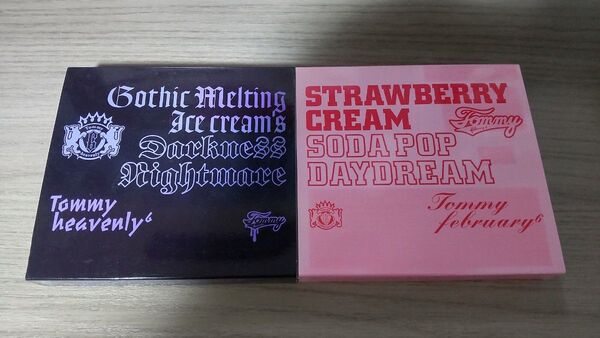 Gothic Melting
Ice cream's
Darkness
Nightmare
Tommy
heavenly6
Tommy
STRAWBERRY
CREAM
Tommy
SODA POP
DAYDREAM
Tommy
february6